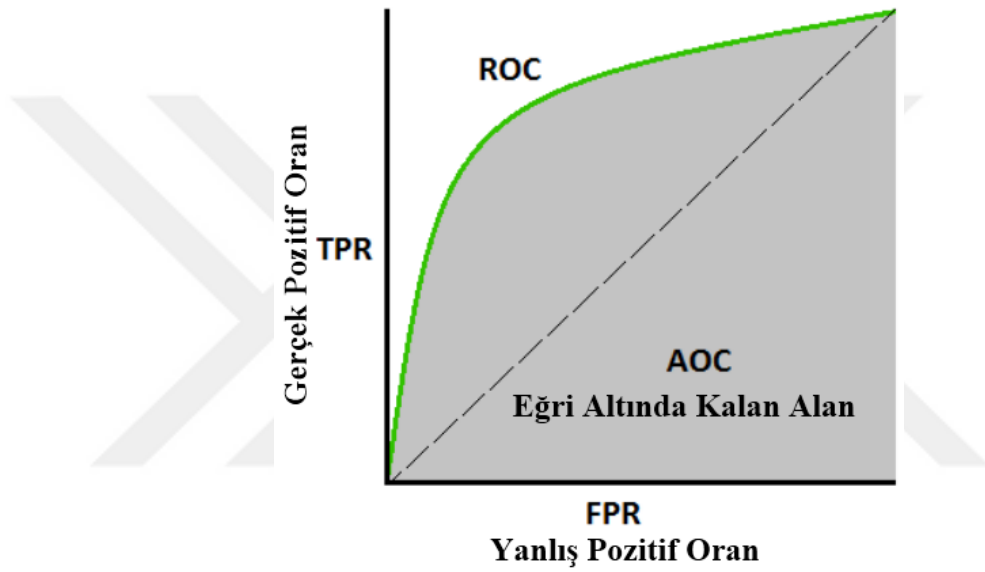 ROC
Gerçek Pozitif Oran
TPR
AOC
Eğri Altında Kalan Alan
FPR
Yanlış Pozitif Oran